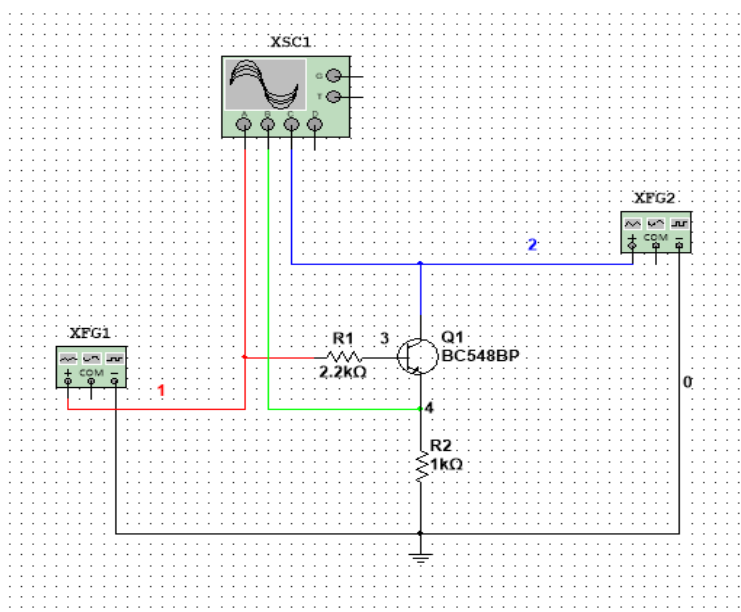 XSC1
G
T
A B C D
XFG2
COM
2
XFG1
COM
1
R1
2.2kΩ
3
Q1
BC548BP
0
4
R2
1kΩ